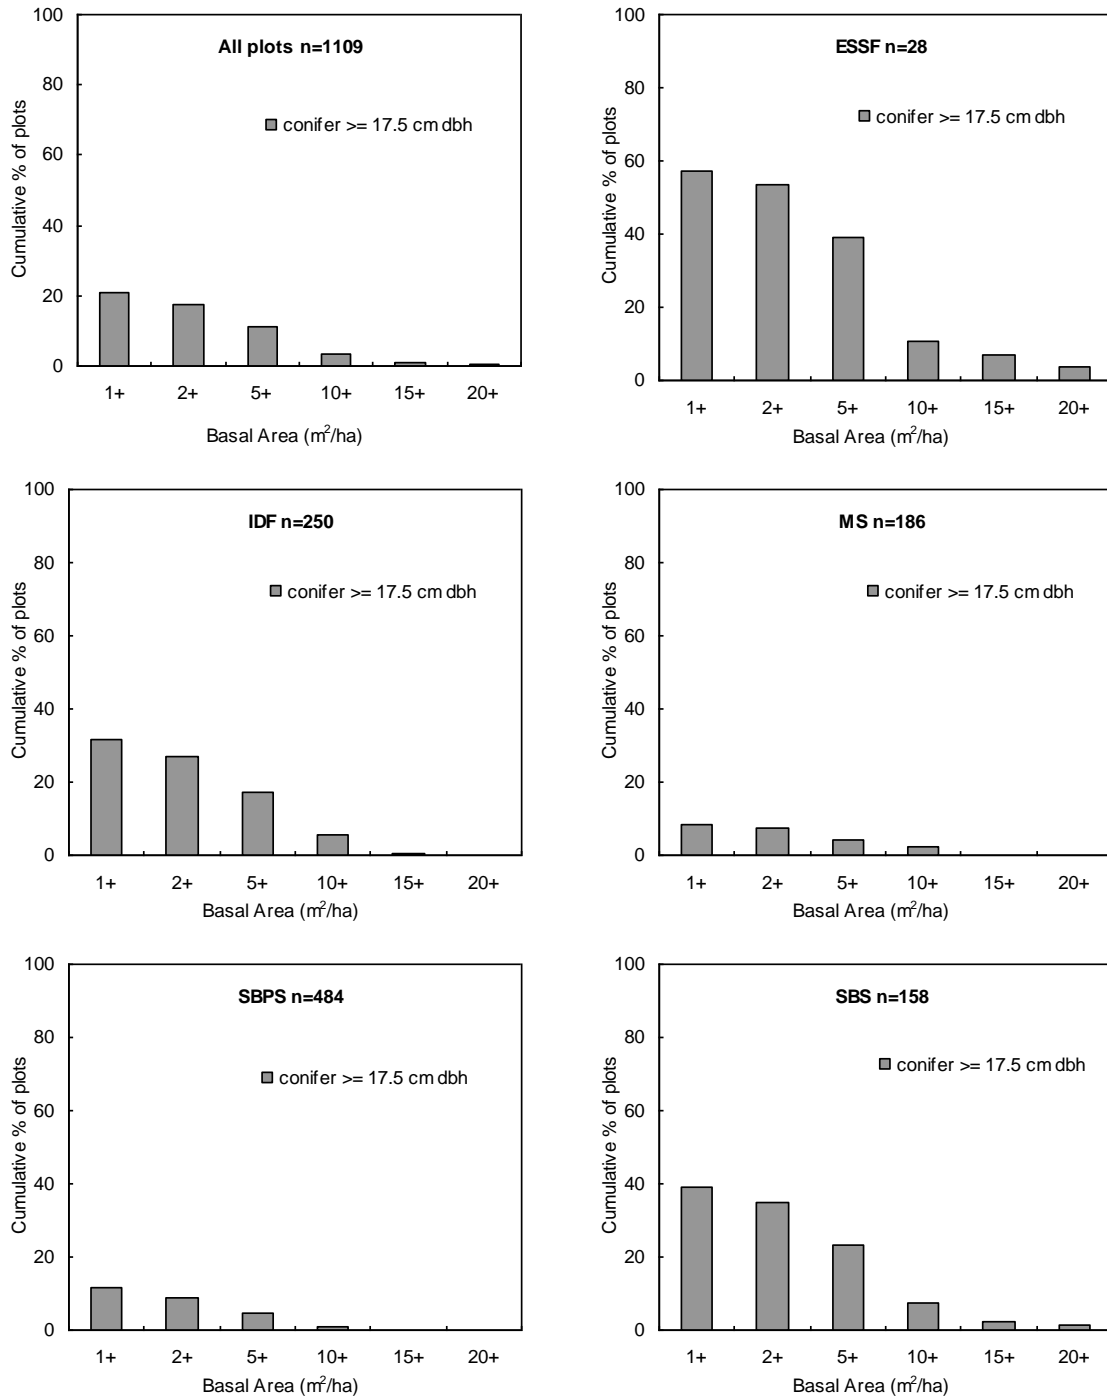 All plots n=1109
conifer >= 17.5 cm dbh
Cumulative % of plots
100
80
60
40
20
0
1+ 2+ 5+ 10+ 15+ 20+
Basal Area (m²/ha)
ESSF n=28
conifer >= 17.5 cm dbh
Cumulative % of plots
100
80
60
40
20
0
1+ 2+ 5+ 10+ 15+ 20+
Basal Area (m²/ha)
IDF n=250
conifer >= 17.5 cm dbh
Cumulative % of plots
100
80
60
40
20
0
1+ 2+ 5+ 10+ 15+ 20+
Basal Area (m²/ha)
MS n=186
conifer >= 17.5 cm dbh
Cumulative % of plots
100
80
60
40
20
0
1+ 2+ 5+ 10+ 15+ 20+
Basal Area (m²/ha)
SBPS n=484
conifer >= 17.5 cm dbh
Cumulative % of plots
100
80
60
40
20
0
1+ 2+ 5+ 10+ 15+ 20+
Basal Area (m²/ha)
SBS n=158
conifer >= 17.5 cm dbh
Cumulative % of plots
100
80
60
40
20
0
1+ 2+ 5+ 10+ 15+ 20+
Basal Area (m²/ha)